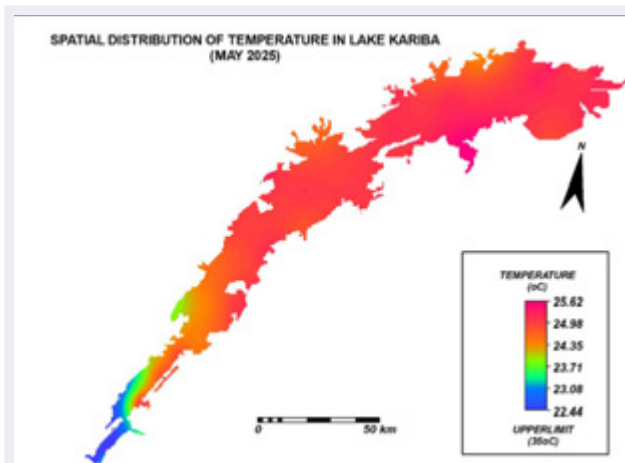 SPATIAL DISTRIBUTION OF TEMPERATURE IN LAKE KARIBA
(MAY 2025)
N
TEMPERATURE
(oC)
25.62
24.98
24.35
23.71
23.08
22.44
UPPERLIMIT
(35oC)
0 50 km